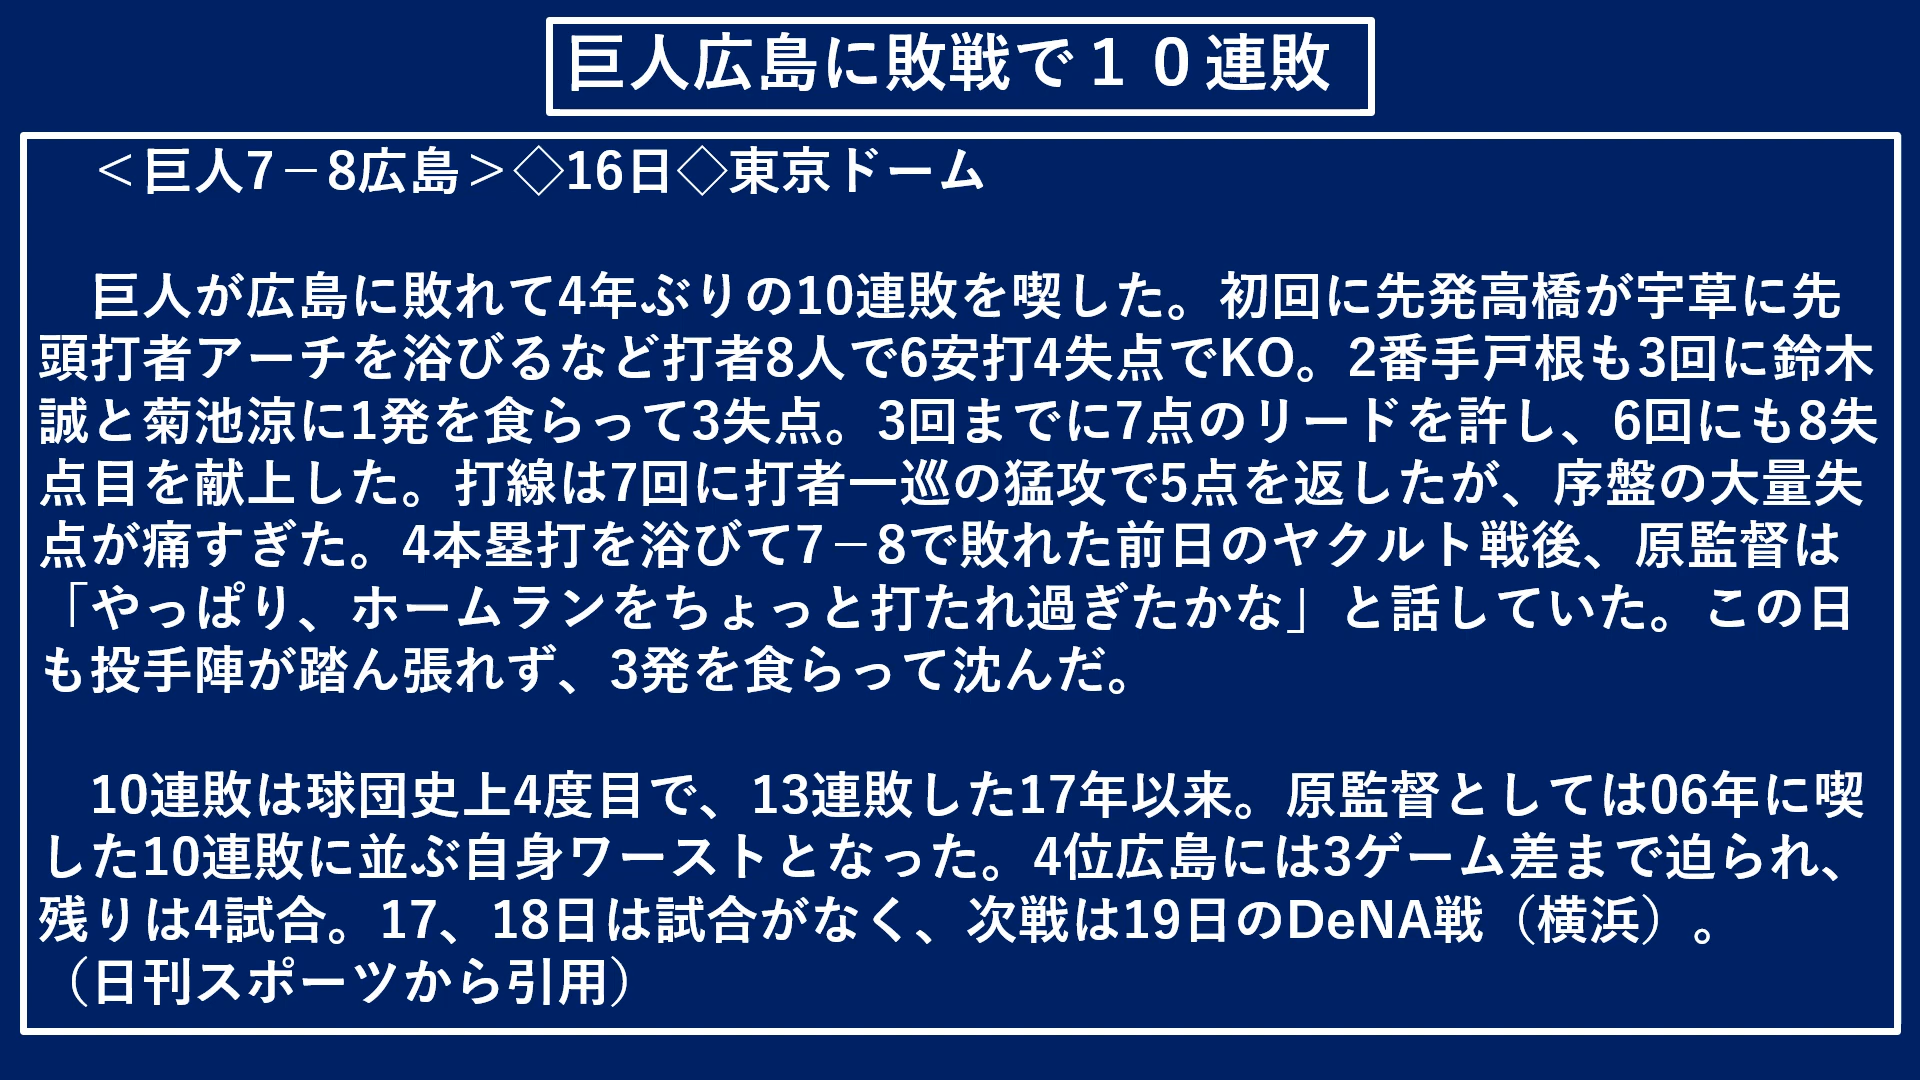 巨人広島に敗戦で１０連敗
＜巨人7－8広島＞◇16日◇東京ドーム
巨人が広島に敗れて4年ぶりの10連敗を喫した。初回に先発高橋が宇草に先
頭打者アーチを浴びるなど打者8人で6安打4失点でKO。2番手戸根も3回に鈴木
誠と菊池涼に1発を食らって3失点。3回までに7点のリードを許し、6回にも8失
点目を献上した。打線は7回に打者一巡の猛攻で5点を返したが、序盤の大量失
点が痛すぎた。4本塁打を浴びて7－8で敗れた前日のヤクルト戦後、原監督は
「やっぱり、ホームランをちょっと打たれ過ぎたかな」と話していた。この日
も投手陣が踏ん張れず、3発を食らって沈んだ。
10連敗は球団史上4度目で、13連敗した17年以来。原監督としては06年に喫
した10連敗に並ぶ自身ワーストとなった。4位広島には3ゲーム差まで迫られ、
残りは4試合。17、18日は試合がなく、次戦は19日のDeNA戦（横浜）。
（日刊スポーツから引用）